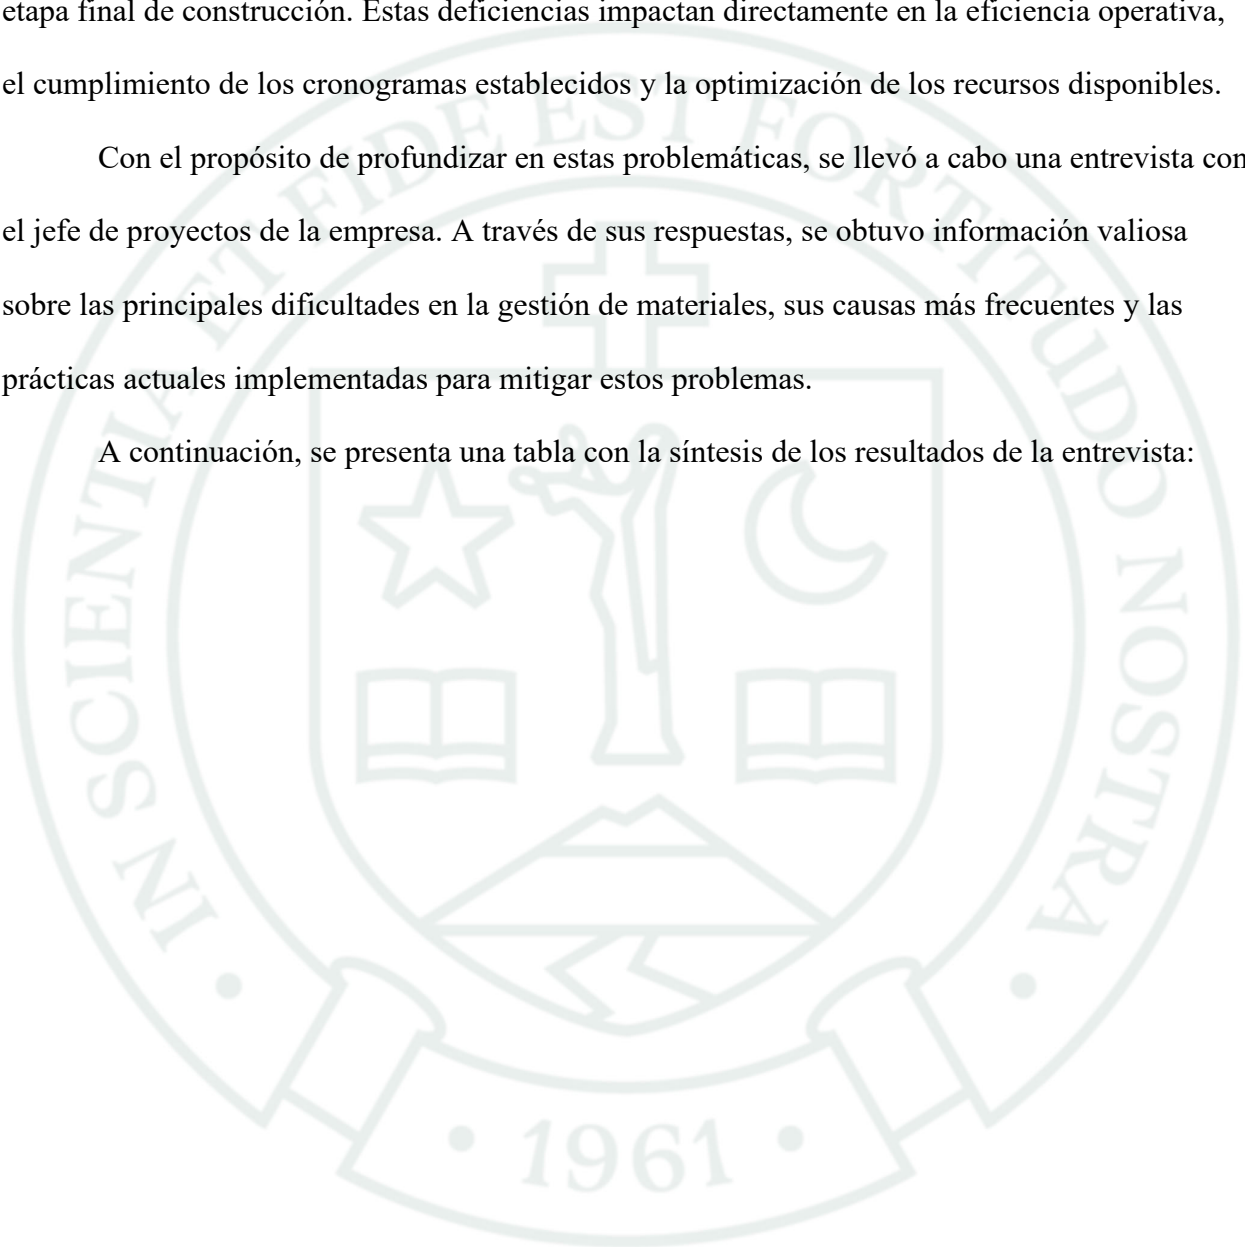 etapa final de construcción. Estas deficiencias impactan directamente en la eficiencia operativa,
el cumplimiento de los cronogramas establecidos y la optimización de los recursos disponibles.
Con el propósito de profundizar en estas problemáticas, se llevó a cabo una entrevista con
el jefe de proyectos de la empresa. A través de sus respuestas, se obtuvo información valiosa
sobre las principales dificultades en la gestión de materiales, sus causas más frecuentes y las
prácticas actuales implementadas para mitigar estos problemas.
A continuación, se presenta una tabla con la síntesis de los resultados de la entrevista:
IN SCIENTIA ET FIDE EST FORTITUDO NOSTRA
1961